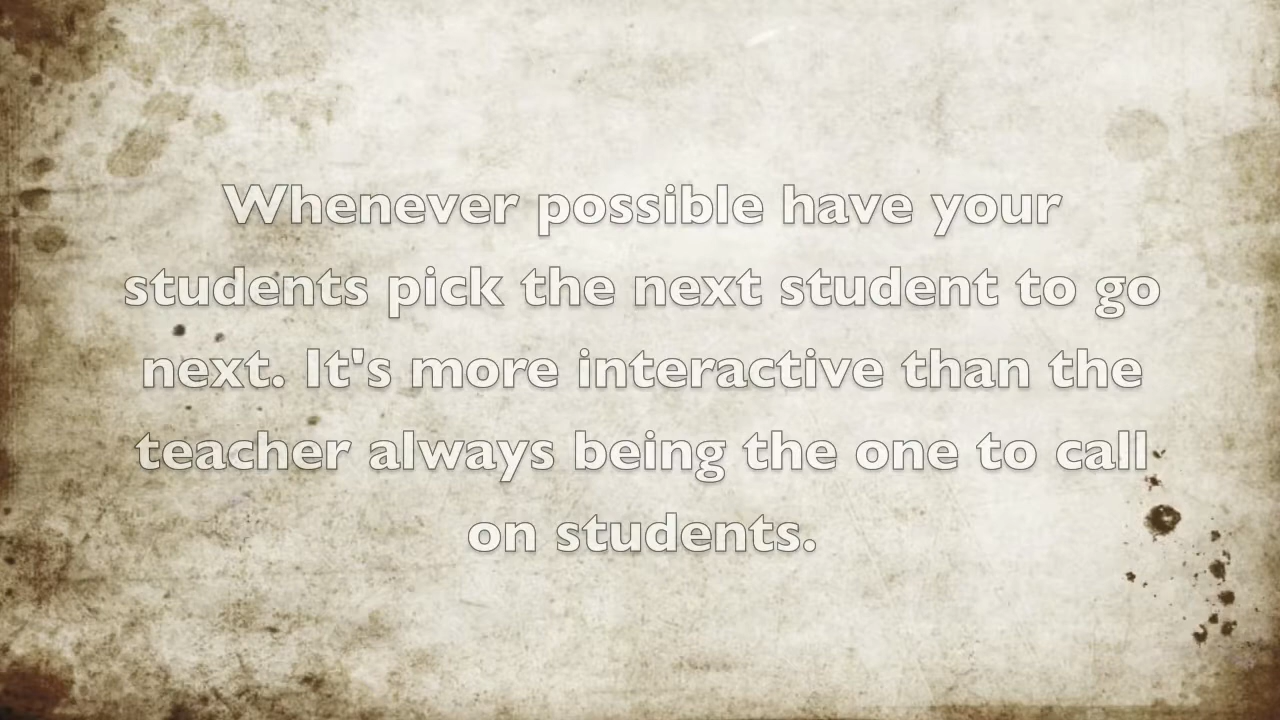 Whenever possible have your
students pick the next student to go
next. It's more interactive than the
teacher always being the one to call
on students.